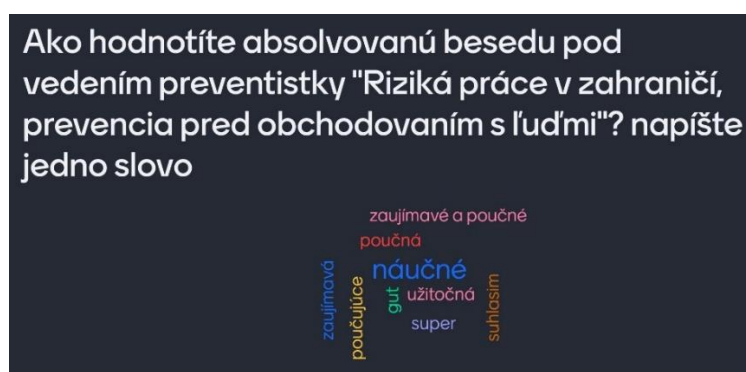 Ako hodnotíte absolvovanú besedu pod
vedením preventistky "Riziká práce v zahraničí,
prevencia pred obchodovaním s ľuďmi"? napíšte
jedno slovo
zaujímavé a poučné
poučná
náučné
zaujímavá
poučujúce
gut
užitočná
suhlasim
super